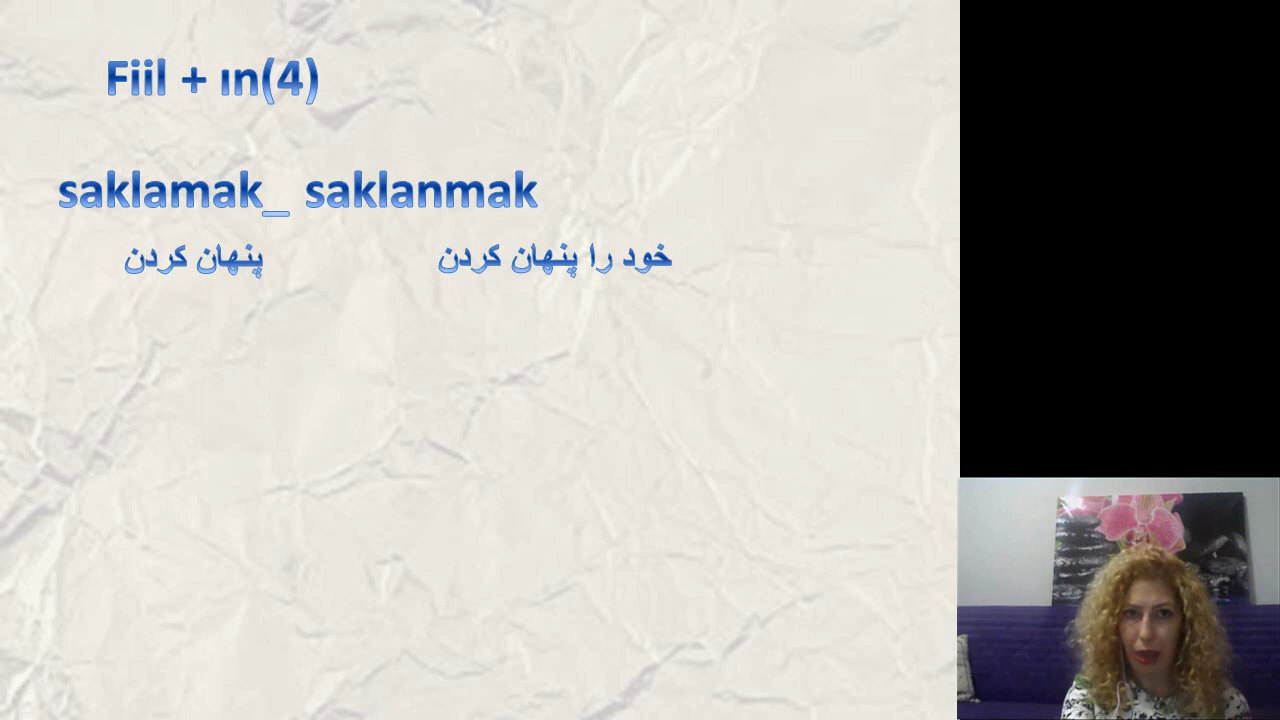 Fiil + ın(4)
saklamak_ saklanmak
پنهان کردن خود را پنهان کردن